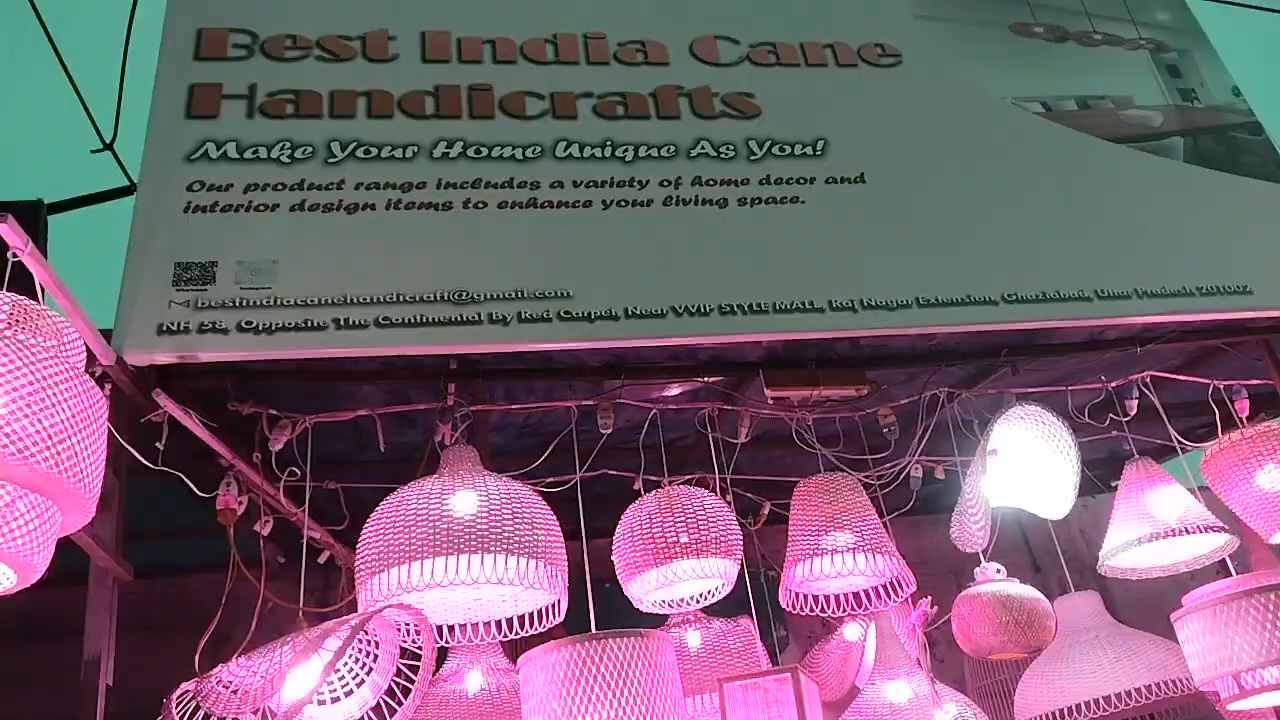 Best India Cane
Handicrafts
Make Your Home Unique As You!
Our product range includes a variety of home decor and
interior design items to enhance your living space.
bestindiacanehandicraft@gmail.com
NH 58, Opposite The Continental By Red Carpet, Near VVIP STYLE MALL, Raj Nagar Extension, Ghaziabad, Uttar Pradesh 201002